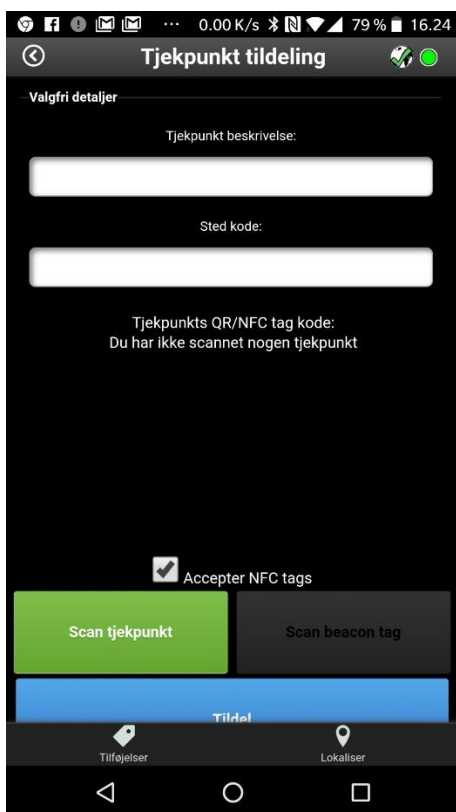 0.00 K/s 79 % 16.24
Tjekpunkt tildeling
Valgfri detaljer
Tjekpunkt beskrivelse:
Sted kode:
Tjekpunkts QR/NFC tag kode:
Du har ikke scannet nogen tjekpunkt
Accepter NFC tags
Scan tjekpunkt Scan beacon tag
Tildel
Tilføjelser Lokaliser